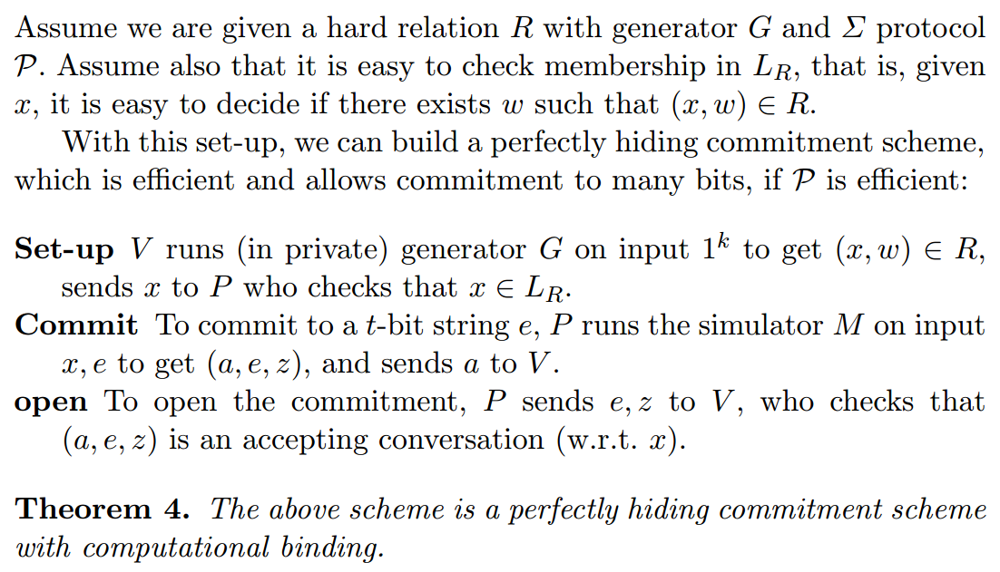 Assume we are given a hard relation R with generator G and Σ protocol
𝒫. Assume also that it is easy to check membership in L_R, that is, given
x, it is easy to decide if there exists w such that (x, w) ∈ R.
With this set-up, we can build a perfectly hiding commitment scheme,
which is efficient and allows commitment to many bits, if 𝒫 is efficient:
Set-up V runs (in private) generator G on input 1^k to get (x, w) ∈ R,
sends x to P who checks that x ∈ L_R.
Commit To commit to a t-bit string e, P runs the simulator M on input
x, e to get (a, e, z), and sends a to V.
open To open the commitment, P sends e, z to V, who checks that
(a, e, z) is an accepting conversation (w.r.t. x).
Theorem 4. The above scheme is a perfectly hiding commitment scheme
with computational binding.